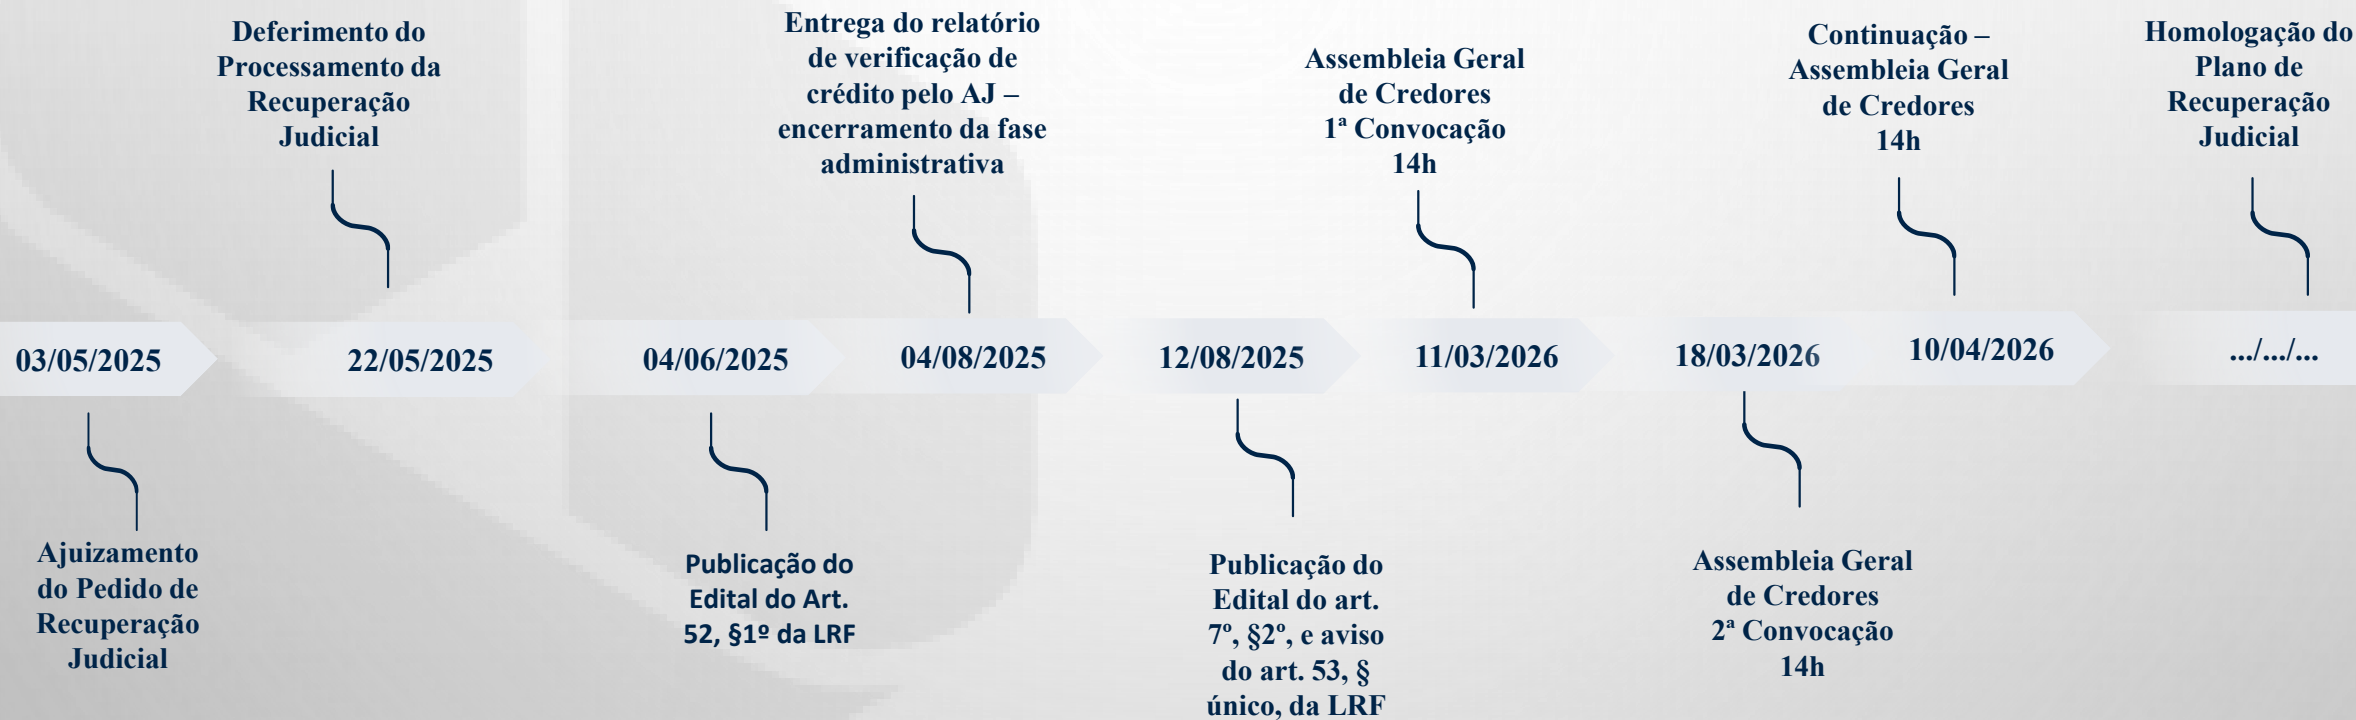 Deferimento do
Processamento da
Recuperação
Judicial
Entrega do relatório
de verificação de
crédito pelo AJ –
encerramento da fase
administrativa
Assembleia Geral
de Credores
1ª Convocação
14h
Continuação –
Assembleia Geral
de Credores
14h
Homologação do
Plano de
Recuperação
Judicial
03/05/2025
22/05/2025
04/06/2025
04/08/2025
12/08/2025
11/03/2026
18/03/2026
10/04/2026
.../.../...
Ajuizamento
do Pedido de
Recuperação
Judicial
Publicação do
Edital do Art.
52, §1º da LRF
Publicação do
Edital do art.
7º, §2º, e aviso
do art. 53, §
único, da LRF
Assembleia Geral
de Credores
2ª Convocação
14h